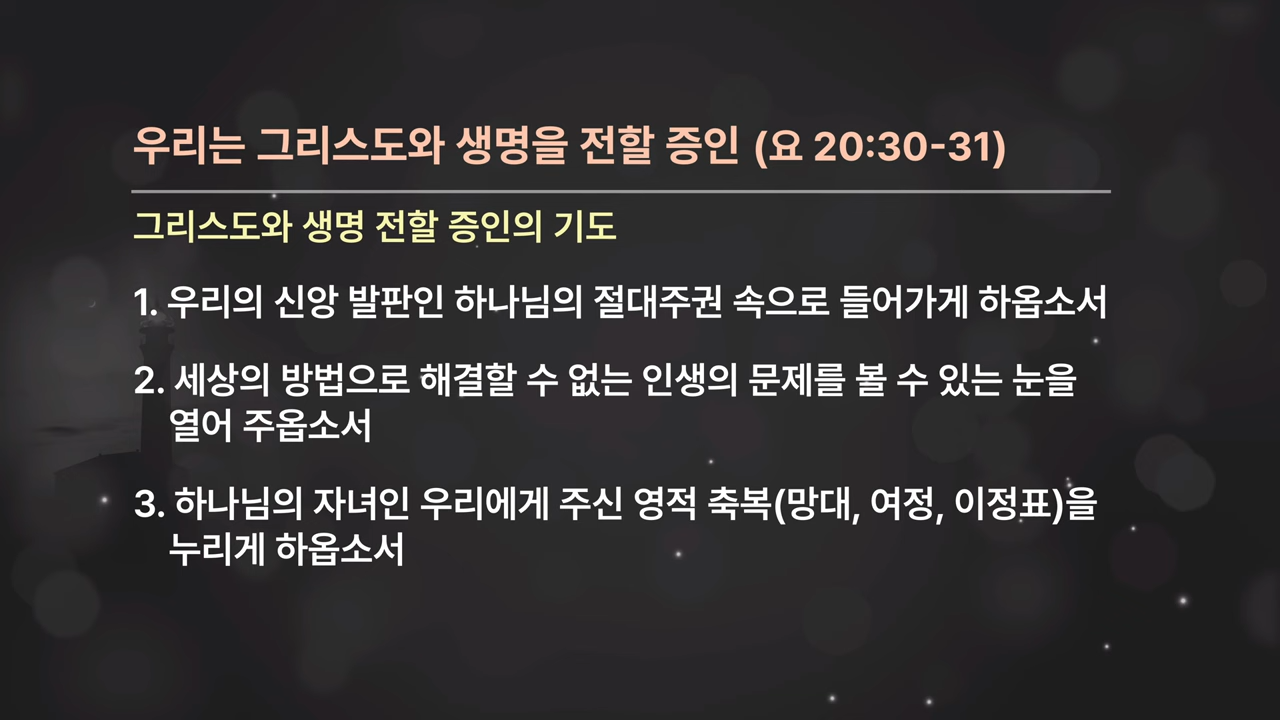 우리는 그리스도와 생명을 전할 증인 (요 20:30-31)
그리스도와 생명 전할 증인의 기도
1. 우리의 신앙 발판인 하나님의 절대주권 속으로 들어가게 하옵소서
2. 세상의 방법으로 해결할 수 없는 인생의 문제를 볼 수 있는 눈을
열어 주옵소서
3. 하나님의 자녀인 우리에게 주신 영적 축복(망대, 여정, 이정표)을
누리게 하옵소서